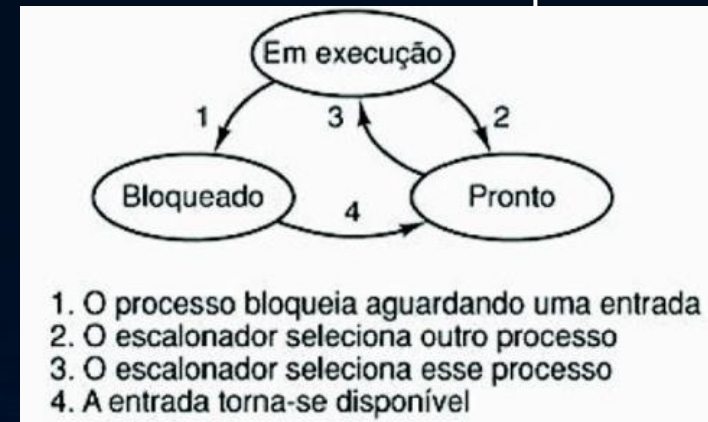 Em execução
1
3
2
Bloqueado
4
Pronto
1. O processo bloqueia aguardando uma entrada
2. O escalonador seleciona outro processo
3. O escalonador seleciona esse processo
4. A entrada torna-se disponível